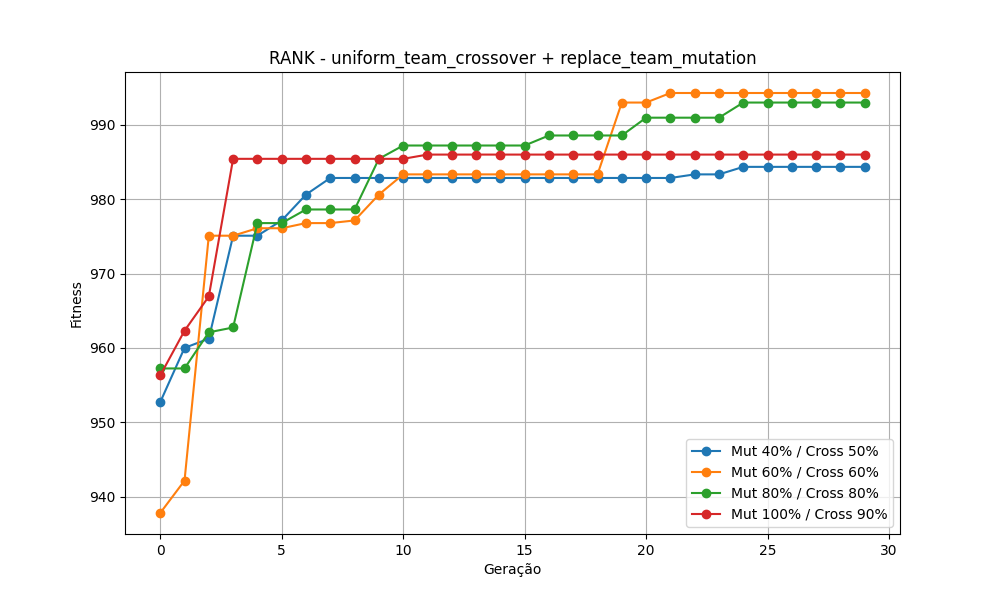 RANK - uniform_team_crossover + replace_team_mutation
Fitness
990
980
970
960
950
940
0 5 10 15 20 25 30
Geração
Mut 40% / Cross 50%
Mut 60% / Cross 60%
Mut 80% / Cross 80%
Mut 100% / Cross 90%